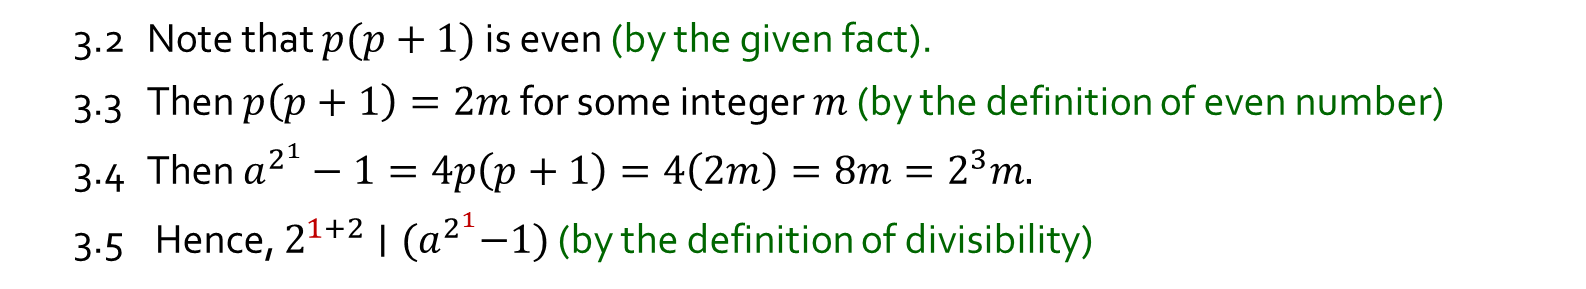 3.2 Note that p(p + 1) is even (by the given fact).
3.3 Then p(p + 1) = 2m for some integer m (by the definition of even number)
3.4 Then a^{2^1} − 1 = 4p(p + 1) = 4(2m) = 8m = 2^3m.
3.5 Hence, 2^{1+2} | (a^{2^1}−1) (by the definition of divisibility)